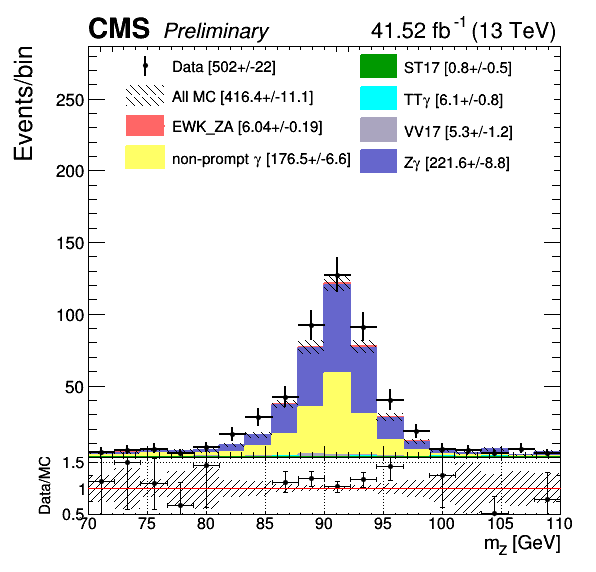 CMS Preliminary 41.52 fb⁻¹ (13 TeV)
Events/bin
Data [502+/-22]
All MC [416.4+/-11.1]
EWK_ZA [6.04+/-0.19]
non-prompt γ [176.5+/-6.6]
ST17 [0.8+/-0.5]
TTγ [6.1+/-0.8]
VV17 [5.3+/-1.2]
Zγ [221.6+/-8.8]
250
200
150
100
50
Data/MC
1.5
1
0.5
70 75 80 85 90 95 100 105 110
m_Z [GeV]